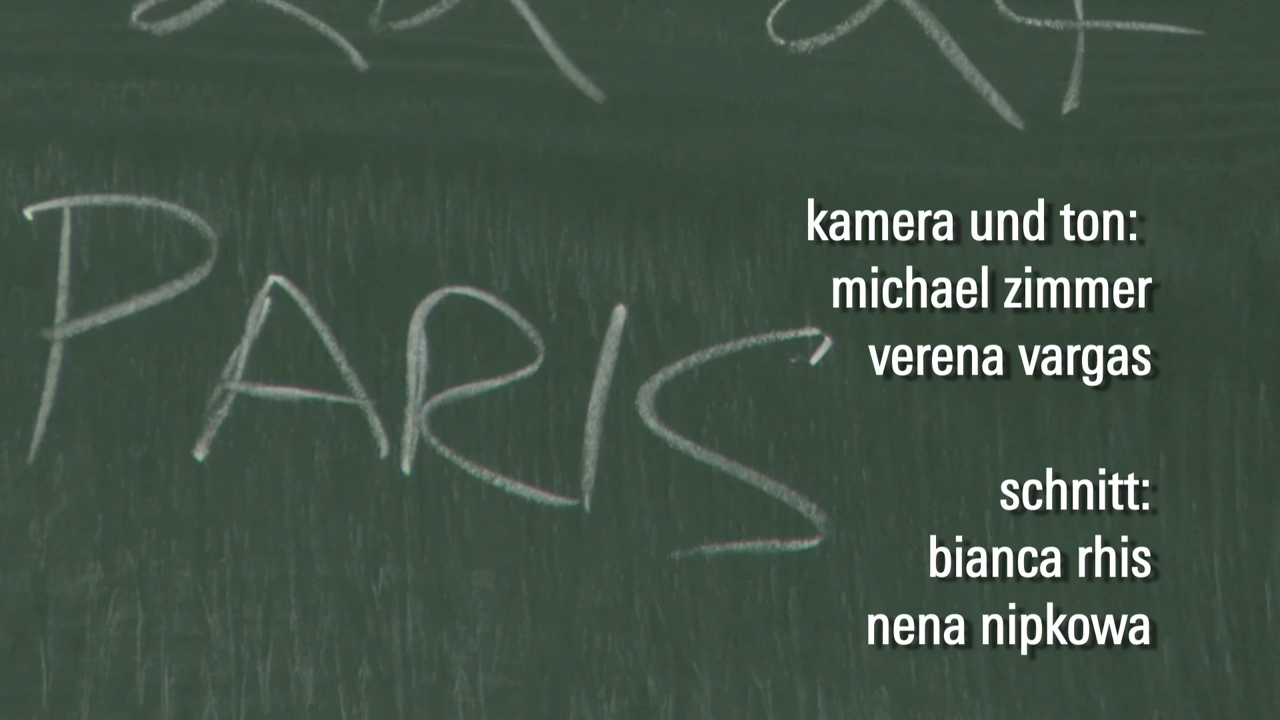 PARIS
kamera und ton:
michael zimmer
verena vargas
schnitt:
bianca rhis
nena nipkowa